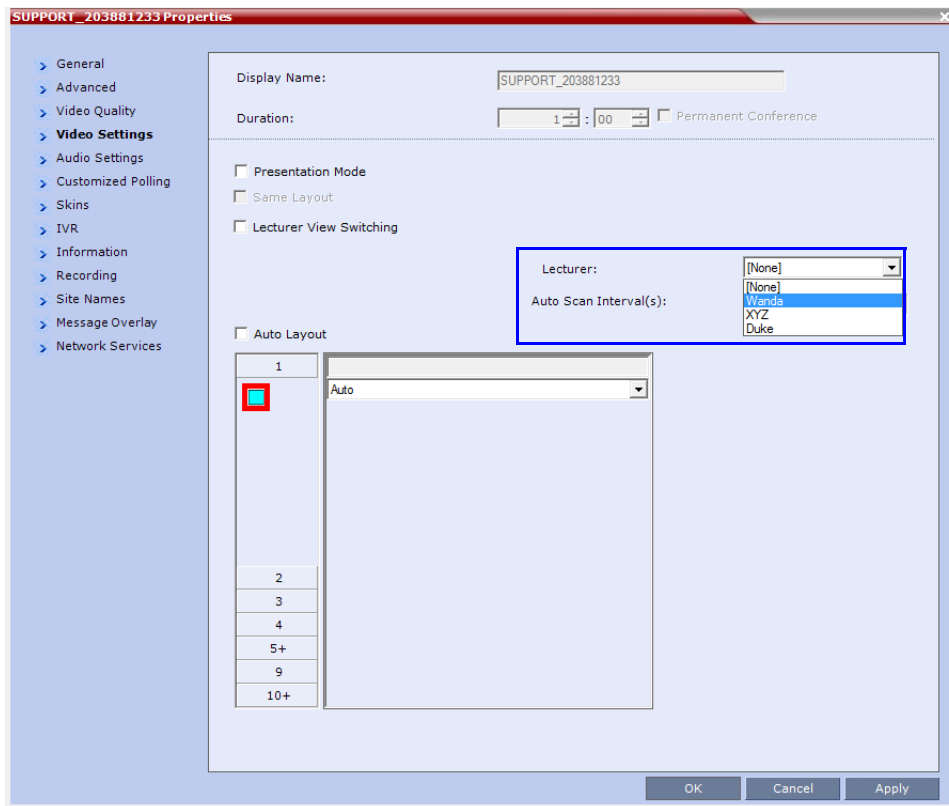 SUPPORT_203881233 Properties
General
Advanced
Video Quality
Video Settings
Audio Settings
Customized Polling
Skins
IVR
Information
Recording
Site Names
Message Overlay
Network Services
Display Name: SUPPORT_203881233
Duration: 1 : 00 Permanent Conference
Presentation Mode
Same Layout
Lecturer View Switching
Lecturer: [None]
[None]
Auto Scan Interval(s): Wanda
XYZ
Duke
Auto Layout
1
Auto
2
3
4
5+
9
10+
OK Cancel Apply